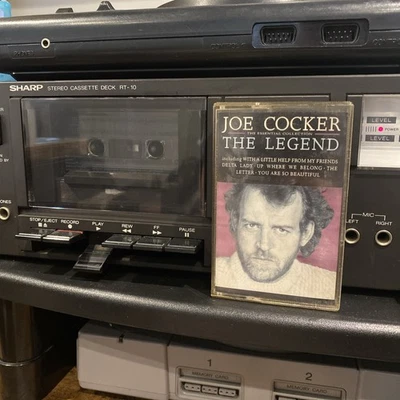 SHARP STEREO CASSETTE DECK RT-10
JOE COCKER
THE ESSENTIAL COLLECTION
THE LEGEND
including WITH A LITTLE HELP FROM MY FRIENDS
DELTA LADY · UP WHERE WE BELONG · THE
LETTER · YOU ARE SO BEAUTIFUL
LEVEL
POWER
LEVEL
STOP/EJECT
RECORD
PLAY
REW
FF
PAUSE
MIC
LEFT
RIGHT
1
MEMORY CARD
2
MEMORY CARD